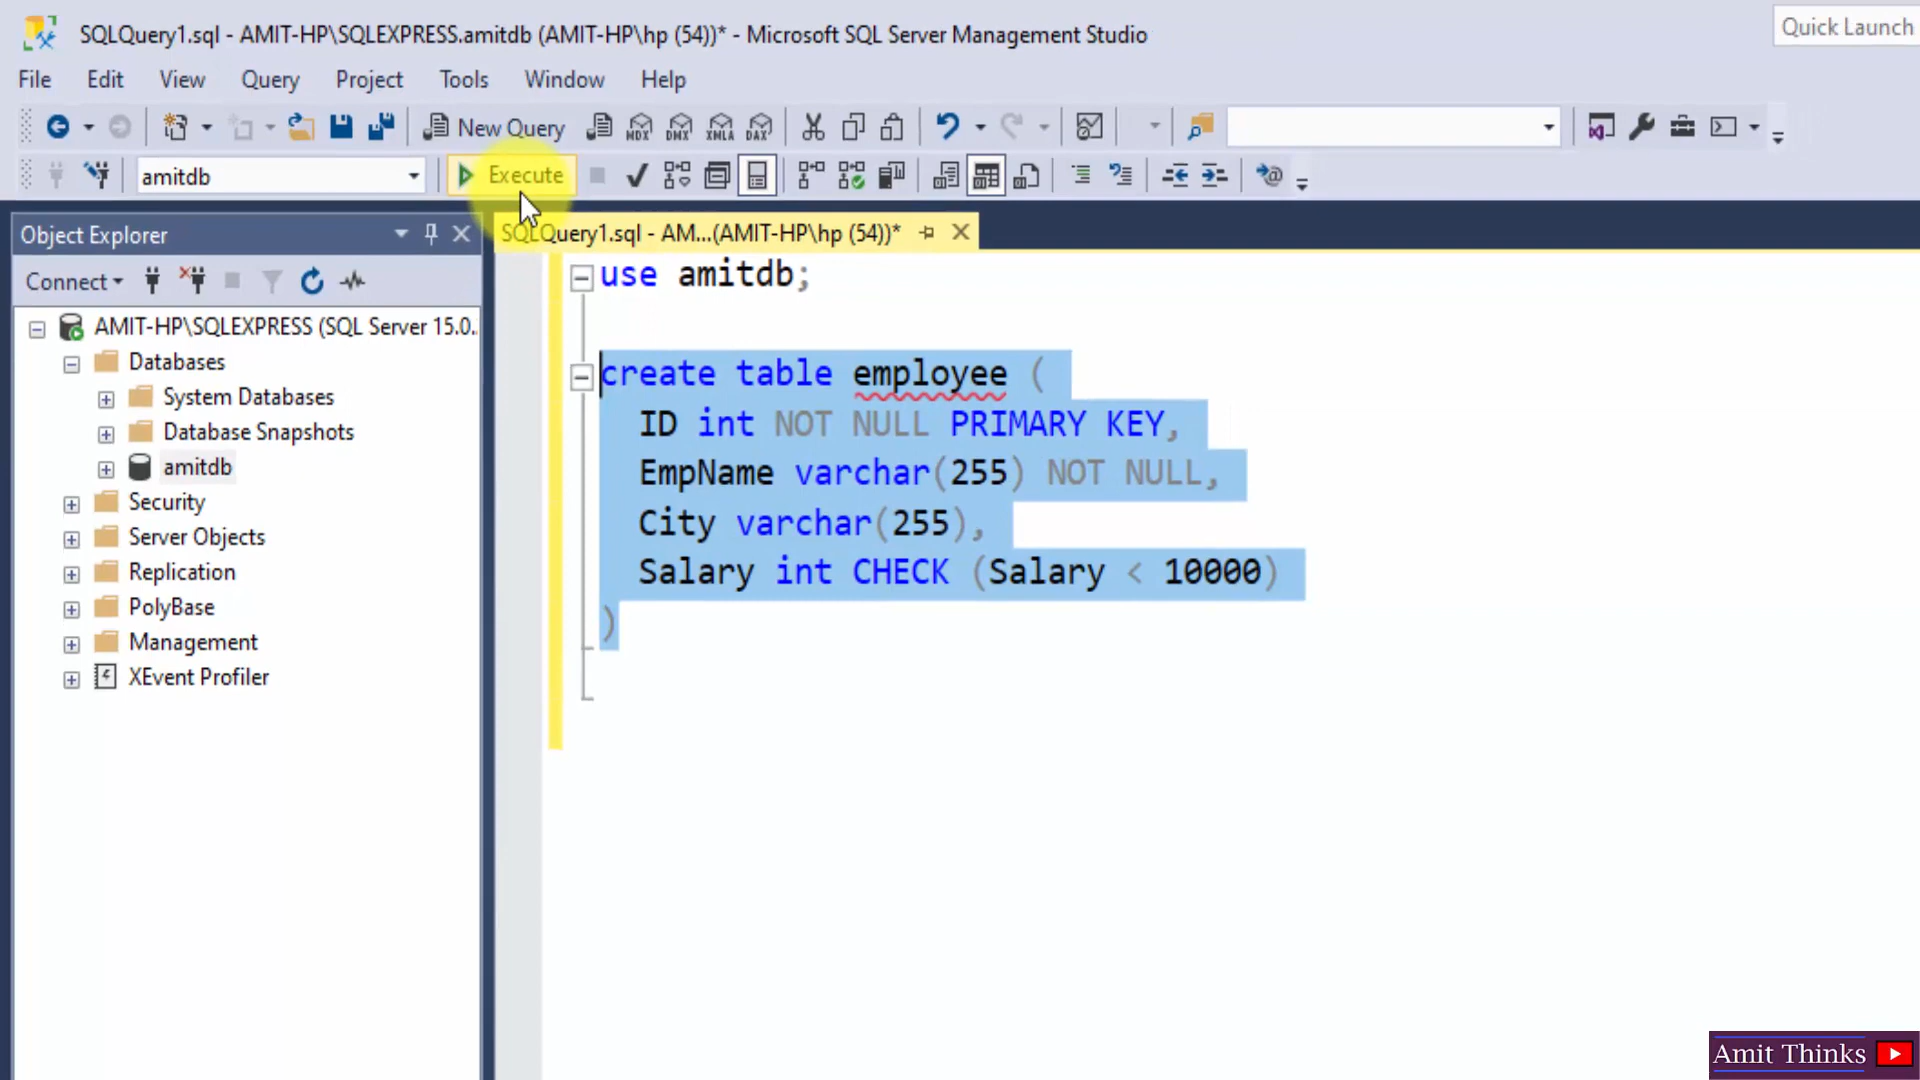 SQLQuery1.sql - AMIT-HP\SQLEXPRESS.amitdb (AMIT-HP\hp (54))* - Microsoft SQL Server Management Studio
Quick Launch
File Edit View Query Project Tools Window Help
New Query MDX DMX XMLA DAX
amitdb Execute
Object Explorer
SQLQuery1.sql - AM...(AMIT-HP\hp (54))*
Connect
AMIT-HP\SQLEXPRESS (SQL Server 15.0..
Databases
System Databases
Database Snapshots
amitdb
Security
Server Objects
Replication
PolyBase
Management
XEvent Profiler
use amitdb;
create table employee (
ID int NOT NULL PRIMARY KEY,
EmpName varchar(255) NOT NULL,
City varchar(255),
Salary int CHECK (Salary < 10000)
)
Amit Thinks